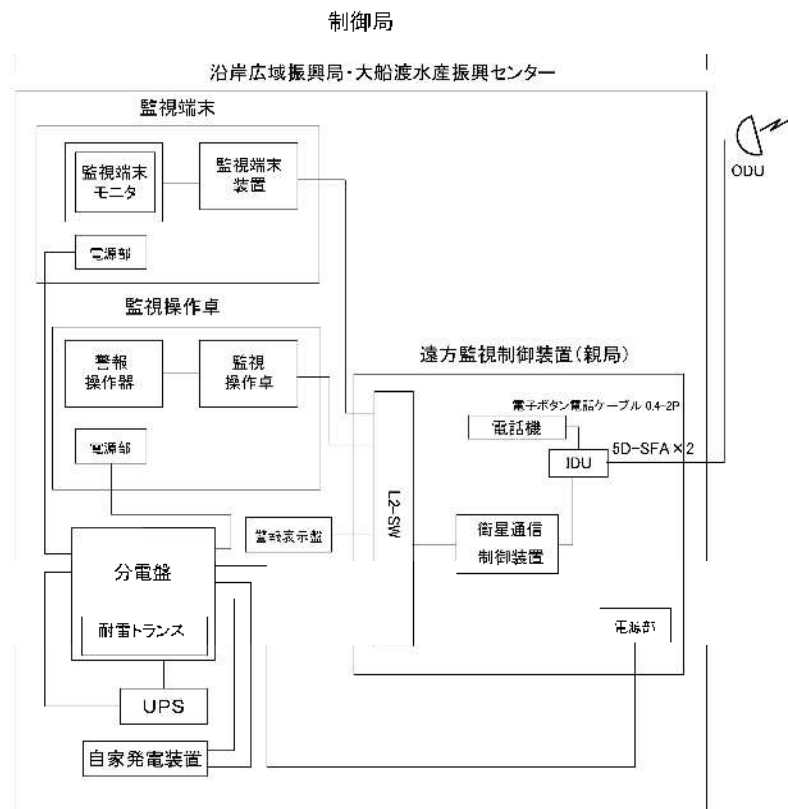 制御局
沿岸広域振興局・大船渡水産振興センター
監視端末
監視端末
モニタ
監視端末
装置
ODU
電源部
監視操作卓
警報
操作器
監視
操作卓
遠方監視制御装置(親局)
電子ボタン電話ケーブル 0.4-2P
電話機
5D-SFA×2
IDU
電源部
L2-SW
警報表示盤
衛星通信
制御装置
分電盤
耐雷トランス
電源部
UPS
自家発電装置